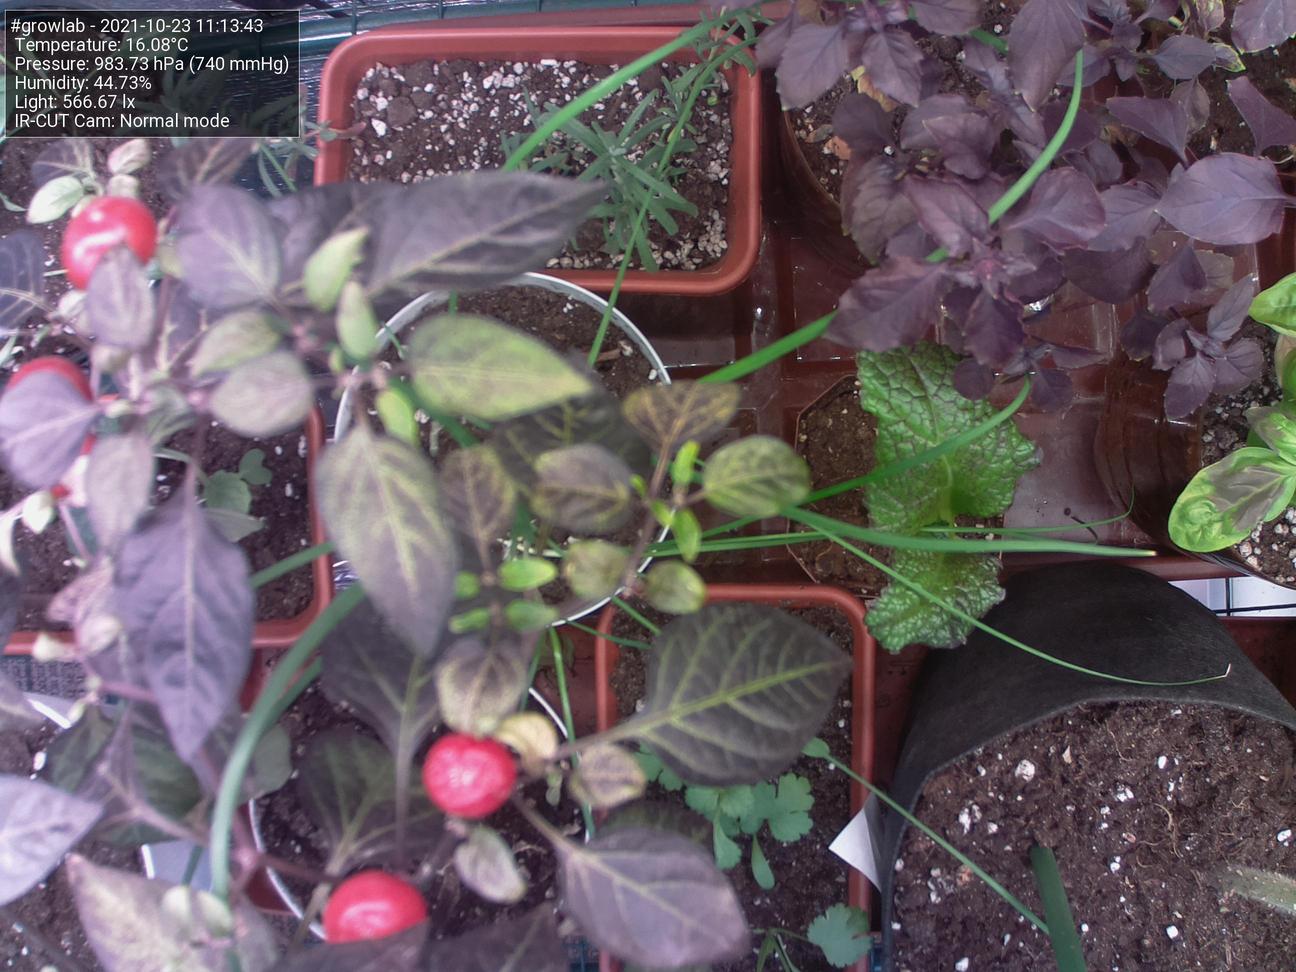 #growlab - 2021-10-23 11:13:43
Temperature: 16.08°C
Pressure: 983.73 hPa (740 mmHg)
Humidity: 44.73%
Light: 566.67 lx
IR-CUT Cam: Normal mode